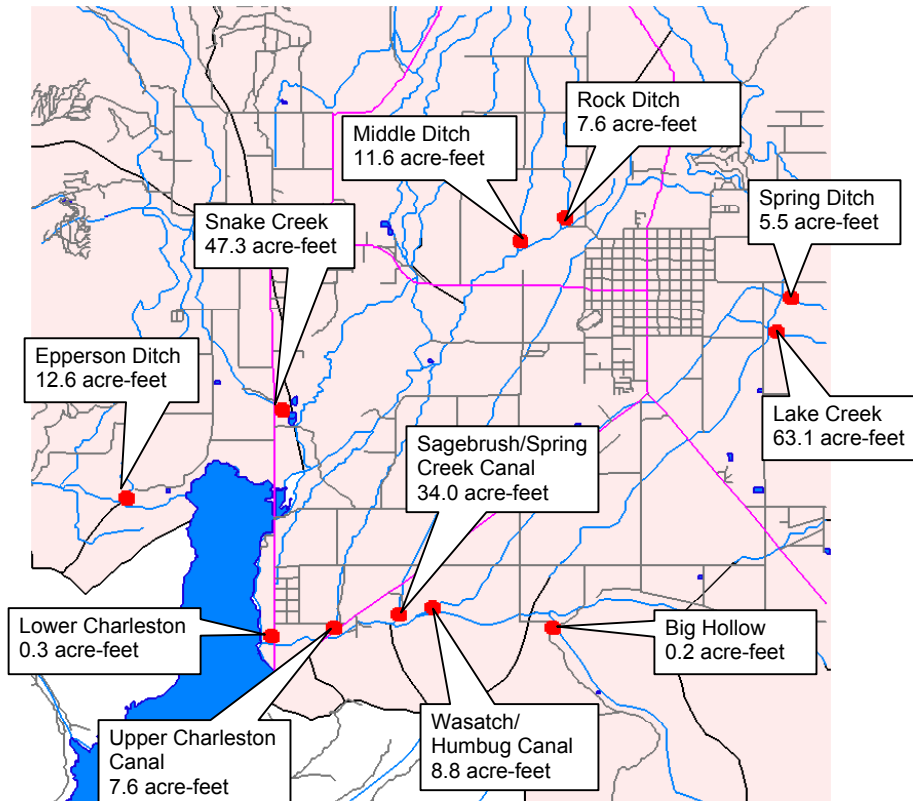 Rock Ditch
7.6 acre-feet
Middle Ditch
11.6 acre-feet
Spring Ditch
5.5 acre-feet
Snake Creek
47.3 acre-feet
Epperson Ditch
12.6 acre-feet
Lake Creek
63.1 acre-feet
Sagebrush/Spring
Creek Canal
34.0 acre-feet
Lower Charleston
0.3 acre-feet
Big Hollow
0.2 acre-feet
Upper Charleston
Canal
7.6 acre-feet
Wasatch/
Humbug Canal
8.8 acre-feet